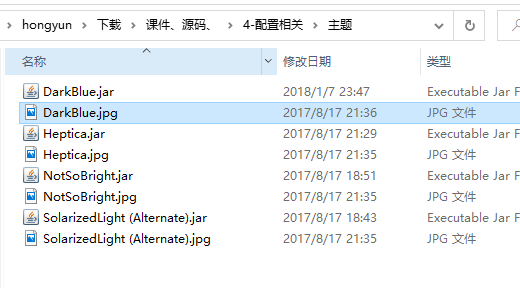 hongyun > 下载 > 课件、源码、 > 4-配置相关 > 主题
名称 修改日期 类型
DarkBlue.jar 2018/1/7 23:47 Executable Jar F
DarkBlue.jpg 2017/8/17 21:36 JPG 文件
Heptica.jar 2017/8/17 21:29 Executable Jar F
Heptica.jpg 2017/8/17 21:35 JPG 文件
NotSoBright.jar 2017/8/17 18:51 Executable Jar F
NotSoBright.jpg 2017/8/17 21:35 JPG 文件
SolarizedLight (Alternate).jar 2017/8/17 18:43 Executable Jar F
SolarizedLight (Alternate).jpg 2017/8/17 21:35 JPG 文件